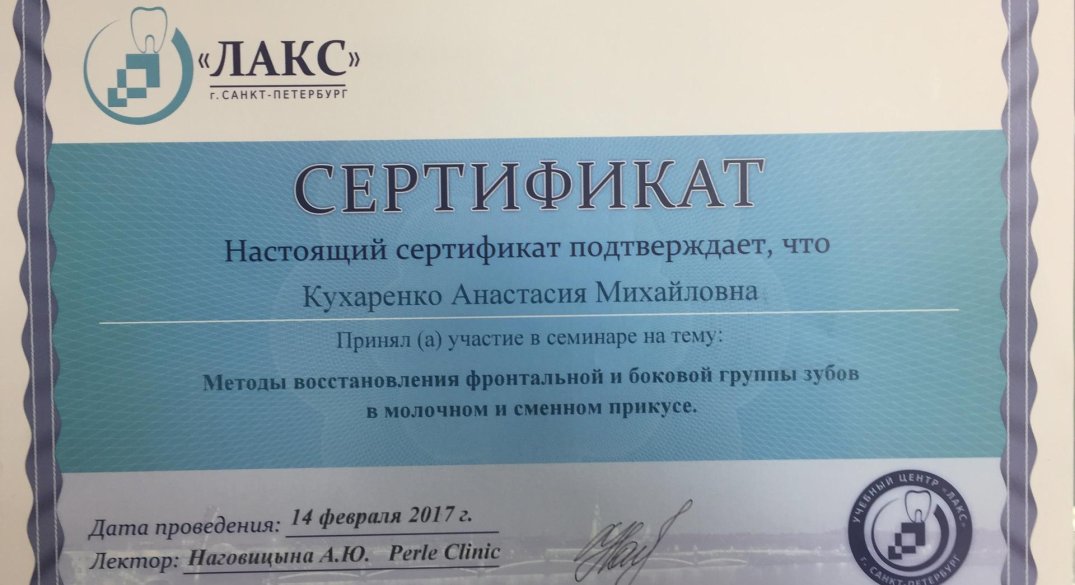 «ЛАКС»
г. САНКТ-ПЕТЕРБУРГ
СЕРТИФИКАТ
Настоящий сертификат подтверждает, что
Кухаренко Анастасия Михайловна
Принял (а) участие в семинаре на тему:
Методы восстановления фронтальной и боковой группы зубов
в молочном и сменном прикусе.
Дата проведения: 14 февраля 2017 г.
Лектор: Наговицына А.Ю. Perle Clinic
УЧЕБНЫЙ ЦЕНТР «ЛАКС»
г. САНКТ-ПЕТЕРБУРГ